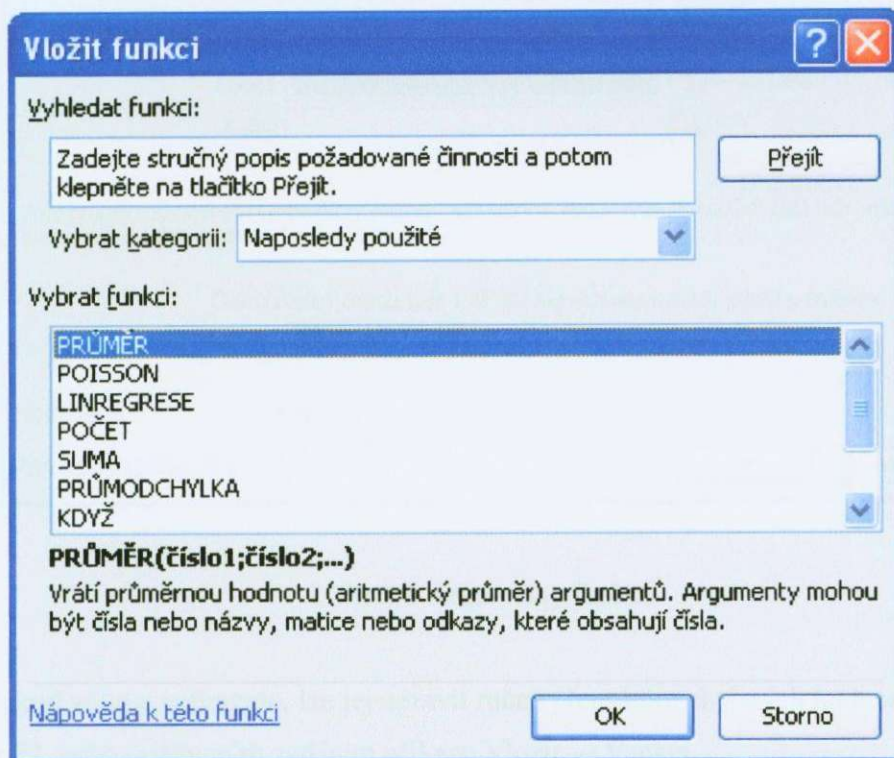 Vložit funkci
Vyhledat funkci:
Zadejte stručný popis požadované činnosti a potom
klepněte na tlačítko Přejít.
Přejít
Vybrat kategorii: Naposledy použité
Vybrat funkci:
PRŮMĚR
POISSON
LINREGRESE
POČET
SUMA
PRŮMODCHYLKA
KDYŽ
PRŮMĚR(číslo1;číslo2;...)
Vrátí průměrnou hodnotu (aritmetický průměr) argumentů. Argumenty mohou
být čísla nebo názvy, matice nebo odkazy, které obsahují čísla.
Nápověda k této funkci
OK
Storno